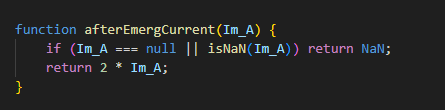 function afterEmergCurrent(Im_A) {
    if (Im_A === null || isNaN(Im_A)) return NaN;
    return 2 * Im_A;
}